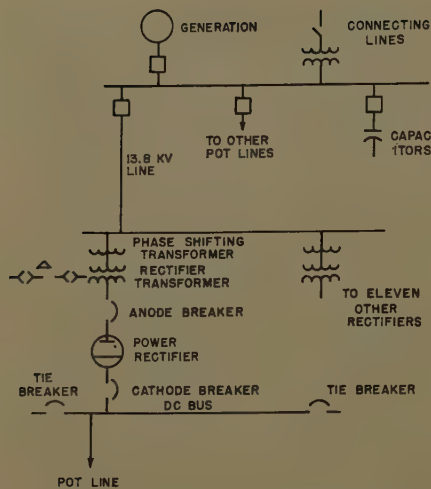 GENERATION
CONNECTING
LINES
TO OTHER
POT LINES
CAPAC
ITORS
13.8 KV
LINE
PHASE SHIFTING
TRANSFORMER
RECTIFIER
TRANSFORMER
TO ELEVEN
OTHER
RECTIFIERS
ANODE BREAKER
POWER
RECTIFIER
TIE
BREAKER
CATHODE BREAKER
DC BUS
TIE BREAKER
POT LINE